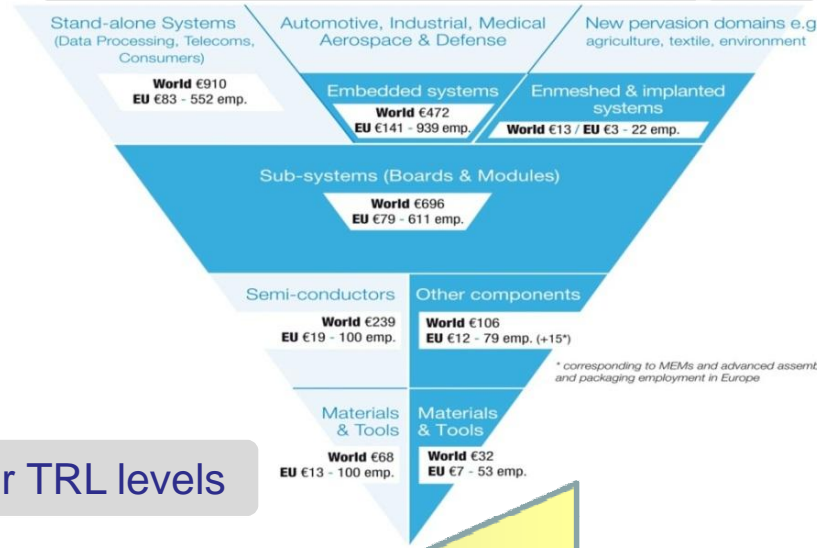 Stand-alone Systems
(Data Processing, Telecoms,
Consumers)
World €910
EU €83 - 552 emp.
Automotive, Industrial, Medical
Aerospace & Defense
New pervasion domains e.g
agriculture, textile, environment
Embedded systems
World €472
EU €141 - 939 emp.
Enmeshed & implanted
systems
World €13 / EU €3 - 22 emp.
Sub-systems (Boards & Modules)
World €696
EU €79 - 611 emp.
Semi-conductors
World €239
EU €19 - 100 emp.
Other components
World €106
EU €12 - 79 emp. (+15*)
* corresponding to MEMs and advanced assemb
and packaging employment in Europe
Materials
& Tools
World €68
EU €13 - 100 emp.
Materials
& Tools
World €32
EU €7 - 53 emp.
r TRL levels